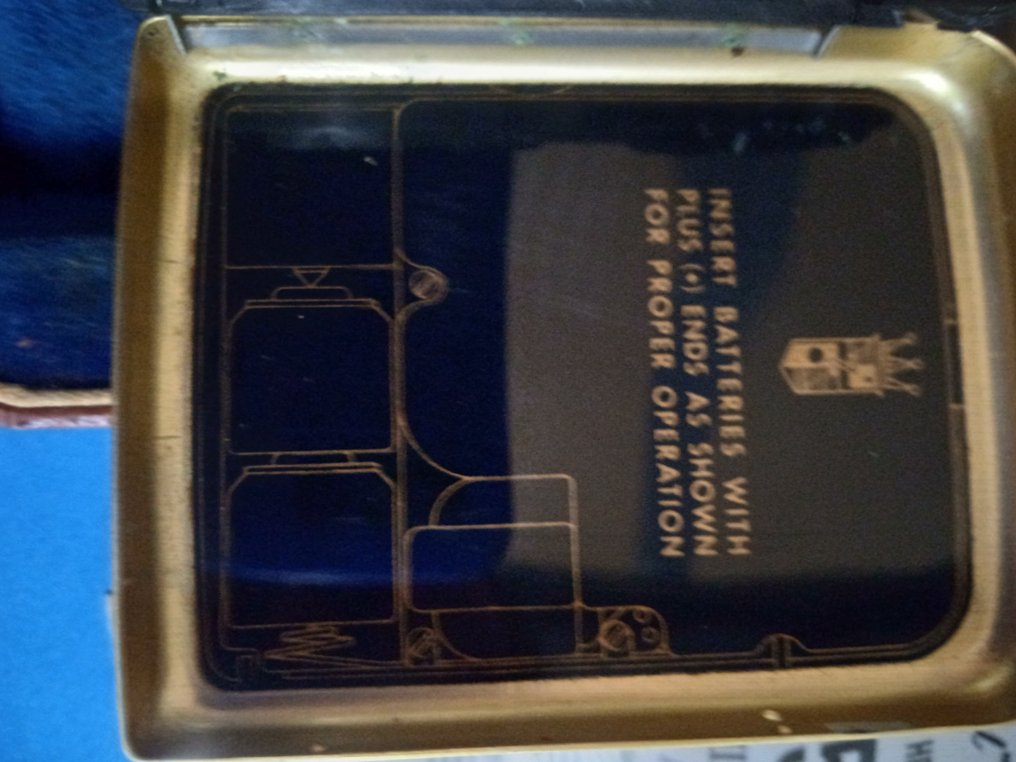 INSERT BATTERIES WITH
PLUS (+) ENDS AS SHOWN
FOR PROPER OPERATION